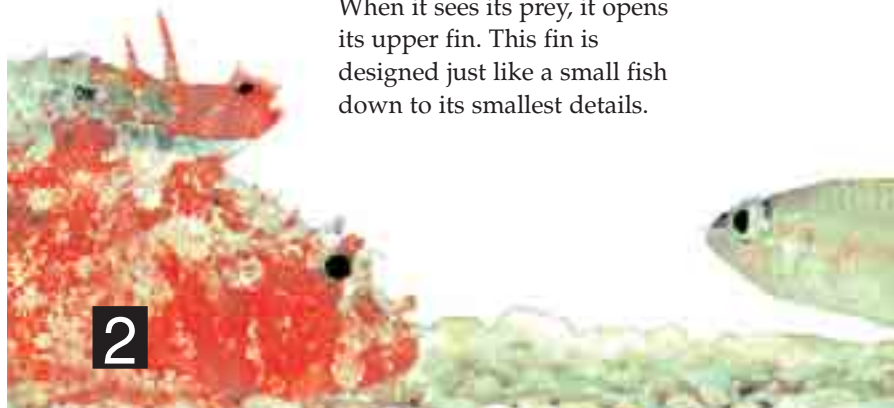 When it sees its prey, it opens
its upper fin. This fin is
designed just like a small fish
down to its smallest details.
2